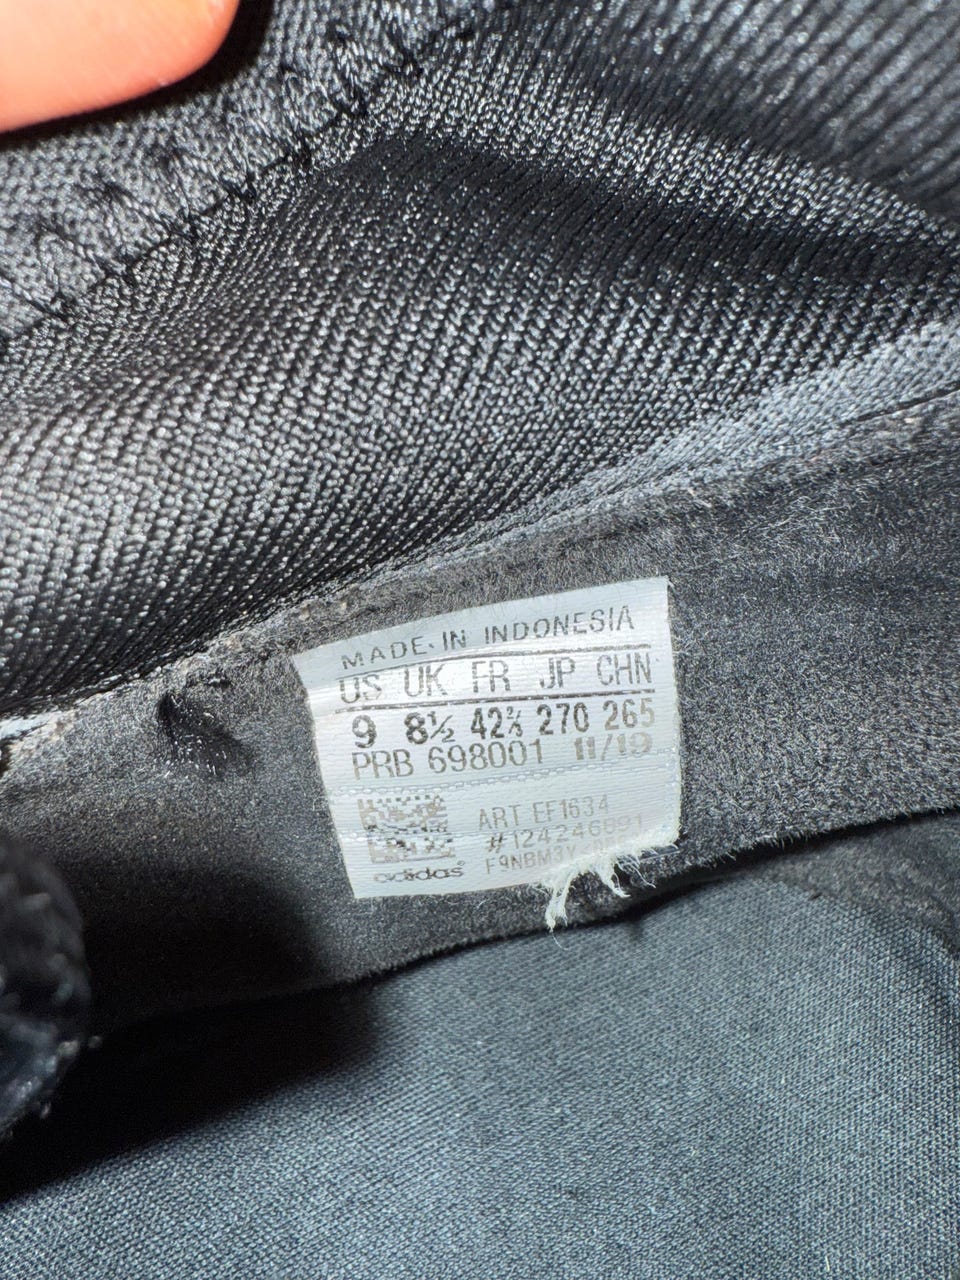 MADE IN INDONESIA
US UK FR JP CHN
9 8½ 42⅔ 270 265
PRB 698001 11/19
ART EF1634
#124246891
adidas